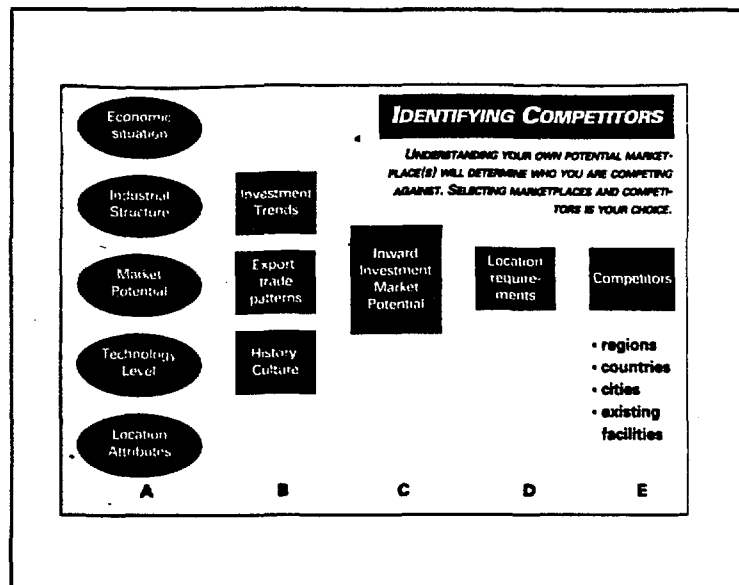 IDENTIFYING COMPETITORS
UNDERSTANDING YOUR OWN POTENTIAL MARKET-
PLACE(S) WILL DETERMINE WHO YOU ARE COMPETING
AGAINST. SELECTING MARKETPLACES AND COMPETI-
TORS IS YOUR CHOICE.
Economic
situation
Industrial
Structure
Market
Potential
Technology
Level
Location
Attributes
A
Investment
Trends
Export
trade
patterns
History
Culture
B
Inward
Investment
Market
Potential
C
Location
require-
ments
D
Competitors
• regions
• countries
• cities
• existing
facilities
E